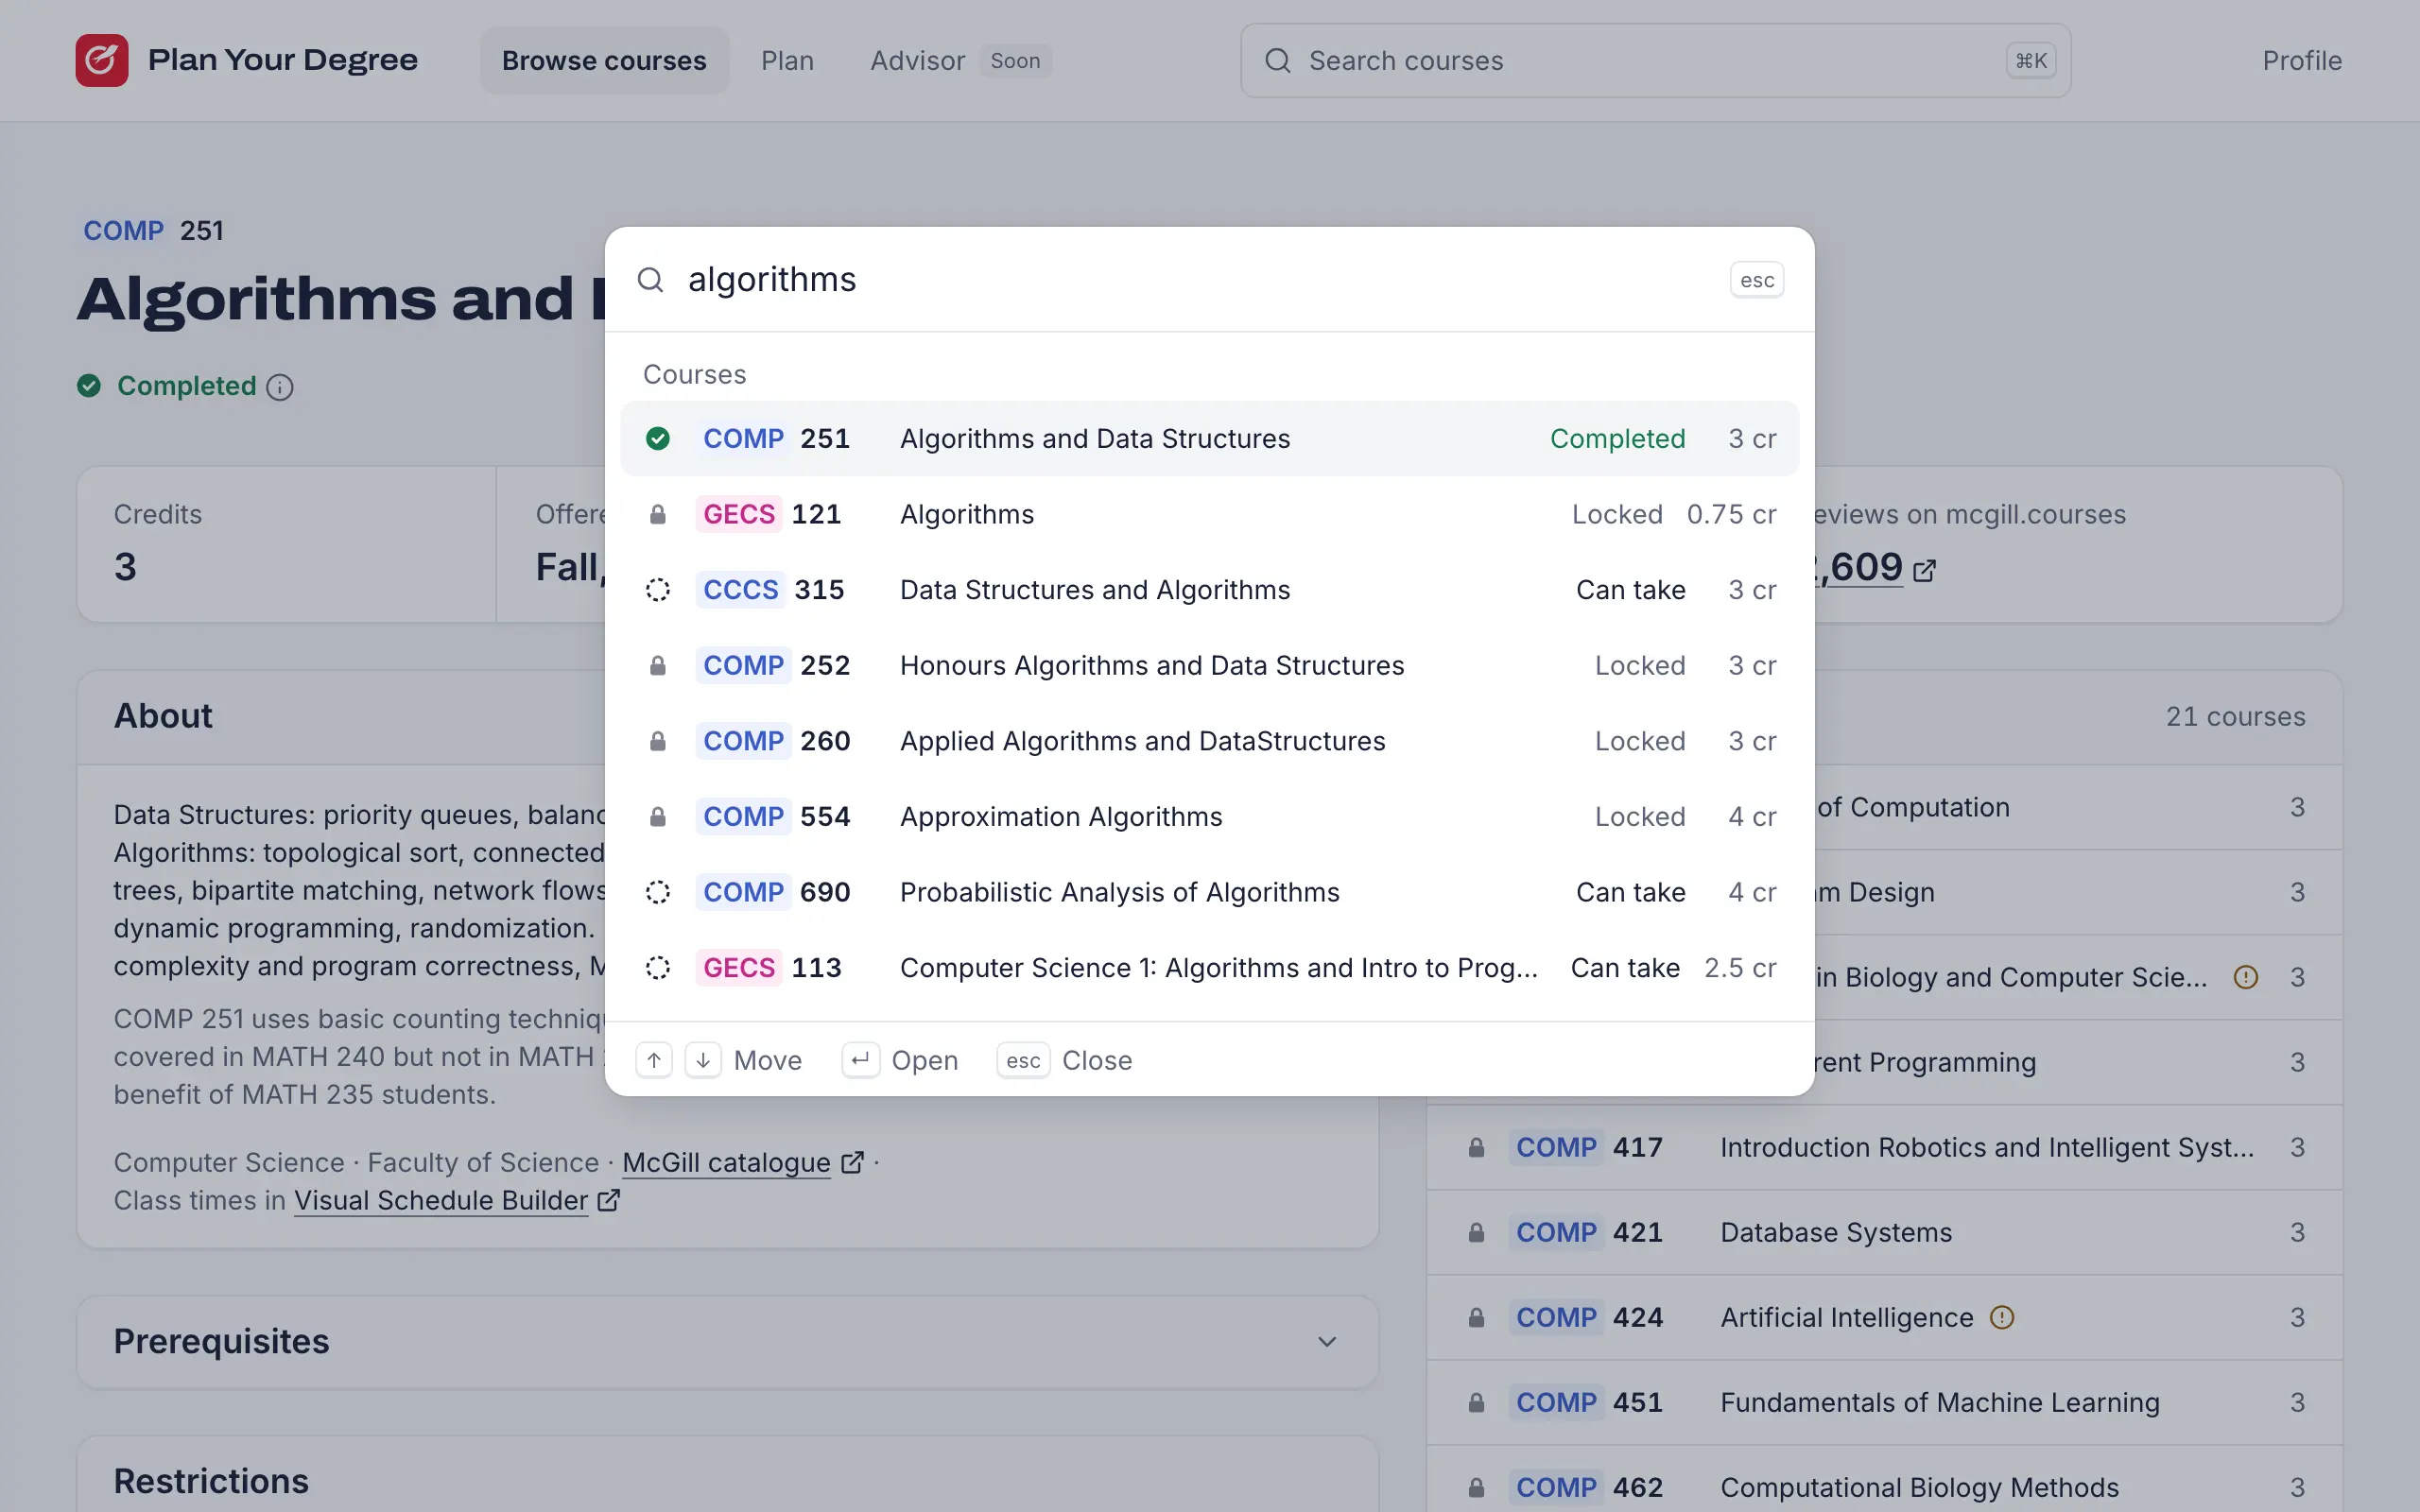 Plan Your Degree
Browse courses
Plan
Advisor
Soon
Search courses
⌘K
Profile
COMP 251
Algorithms and
Completed
Credits
3
Fall,
reviews on mcgill.courses
,609
algorithms
esc
Courses
COMP 251 Algorithms and Data Structures Completed 3 cr
GECS 121 Algorithms Locked 0.75 cr
CCCS 315 Data Structures and Algorithms Can take 3 cr
COMP 252 Honours Algorithms and Data Structures Locked 3 cr
COMP 260 Applied Algorithms and DataStructures Locked 3 cr
COMP 554 Approximation Algorithms Locked 4 cr
COMP 690 Probabilistic Analysis of Algorithms Can take 4 cr
GECS 113 Computer Science 1: Algorithms and Intro to Prog... Can take 2.5 cr
↑ ↓ Move ↵ Open esc Close
About
Data Structures: priority queues,
Algorithms: topological sort, connected
trees, bipartite matching, network flows
dynamic programming, randomization.
complexity and program correctness,
COMP 251 uses basic counting
covered in MATH 240 but not in MATH
benefit of MATH 235 students.
Computer Science · Faculty of Science · McGill catalogue ·
Class times in Visual Schedule Builder
Prerequisites
Restrictions
21 courses
of Computation 3
Design 3
in Biology and Computer Scie... 3
Programming 3
COMP 417 Introduction Robotics and Intelligent Syst... 3
COMP 421 Database Systems 3
COMP 424 Artificial Intelligence 3
COMP 451 Fundamentals of Machine Learning 3
COMP 462 Computational Biology Methods 3